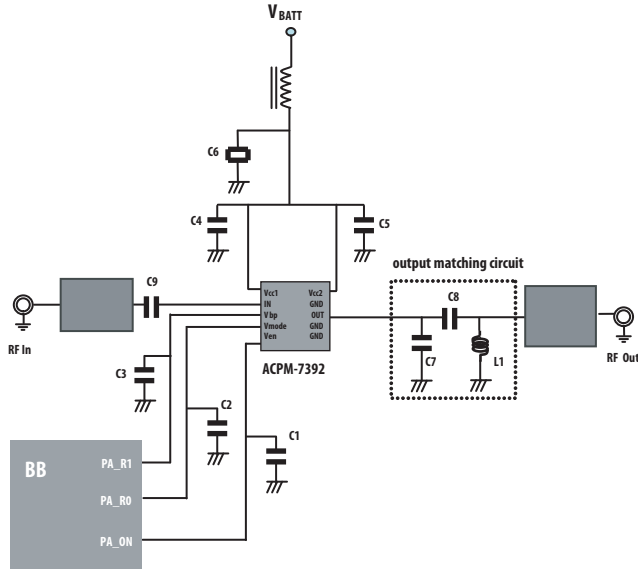 VBATT
C6
C4
C5
output matching circuit
C9
Vcc1
Vcc2
IN
GND
C8
Vbp
OUT
Vmode
GND
Ven
GND
RF In
RF Out
C7
L1
ACPM-7392
C3
C2
C1
BB
PA_R1
PA_R0
PA_ON